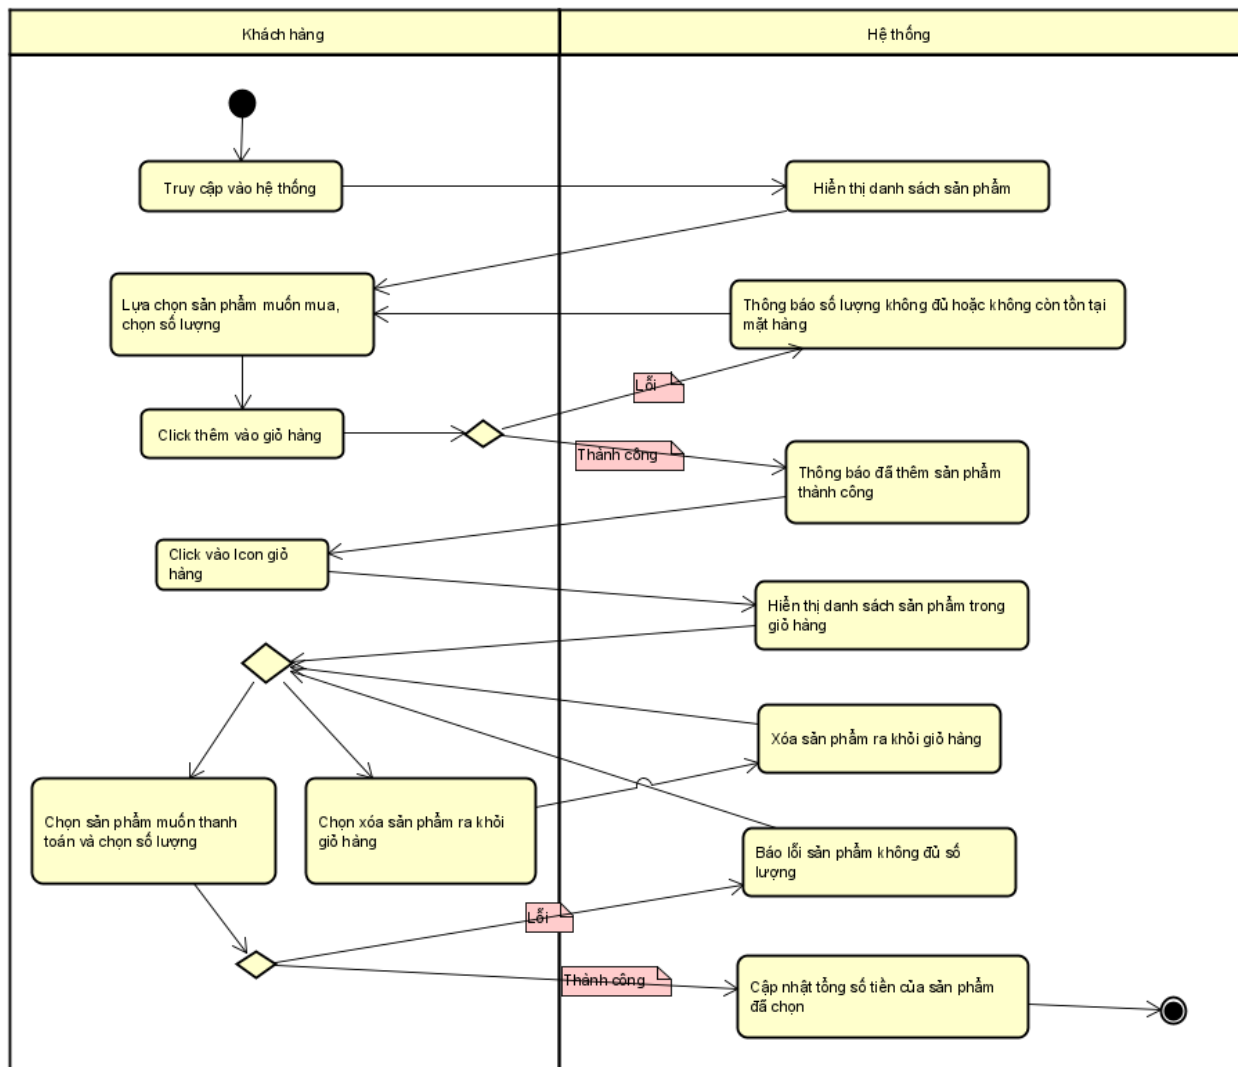 Khách hàng
Hệ thống
Truy cập vào hệ thống
Hiển thị danh sách sản phẩm
Lựa chọn sản phẩm muốn mua,
chọn số lượng
Thông báo số lượng không đủ hoặc không còn tồn tại
mặt hàng
Lỗi
Click thêm vào giỏ hàng
Thành công
Thông báo đã thêm sản phẩm
thành công
Click vào Icon giỏ
hàng
Hiển thị danh sách sản phẩm trong
giỏ hàng
Xóa sản phẩm ra khỏi giỏ hàng
Chọn sản phẩm muốn thanh
toán và chọn số lượng
Chọn xóa sản phẩm ra khỏi
giỏ hàng
Báo lỗi sản phẩm không đủ số
lượng
Lỗi
Thành công
Cập nhật tổng số tiền của sản phẩm
đã chọn